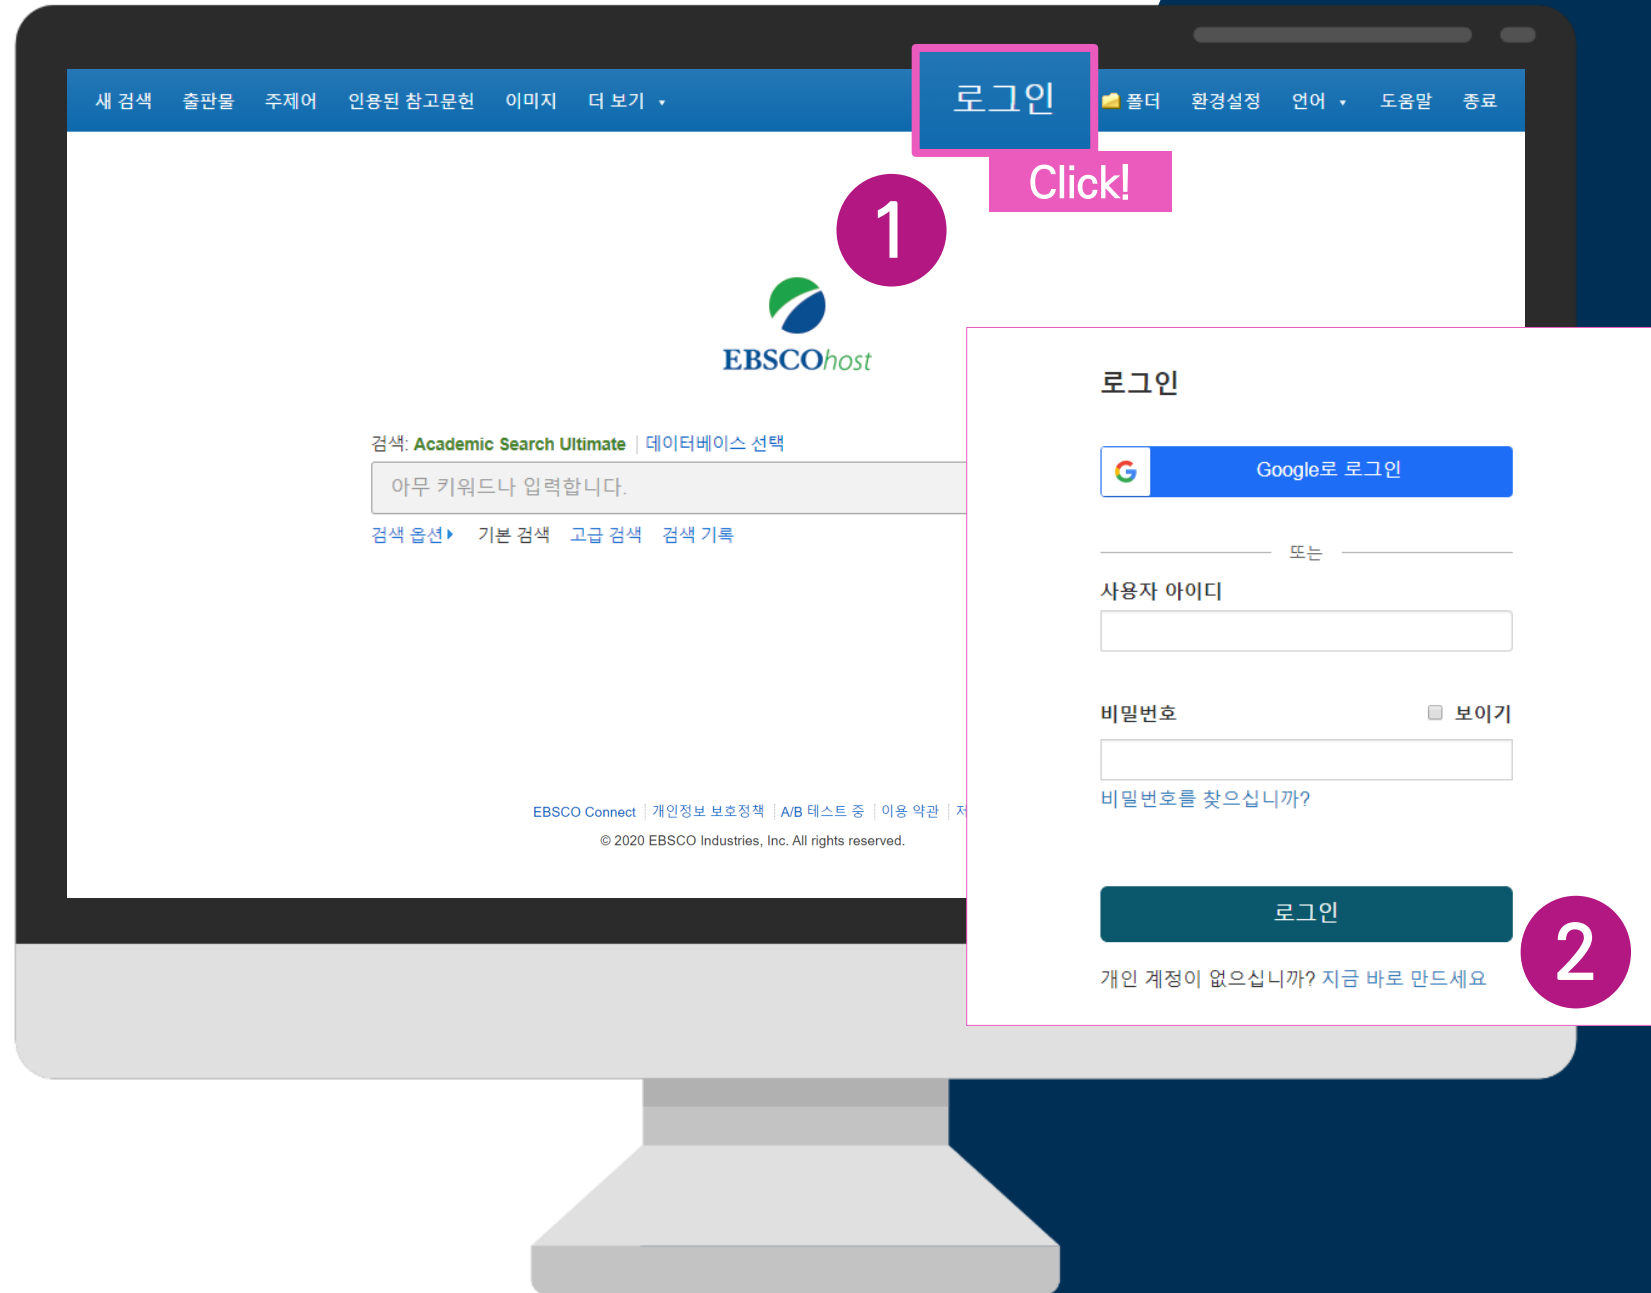 새 검색 출판물 주제어 인용된 참고문헌 이미지 더 보기 로그인 폴더 환경설정 언어 도움말 종료
Click!
1
EBSCOhost
검색: Academic Search Ultimate 데이터베이스 선택
아무 키워드나 입력합니다.
검색 옵션 기본 검색 고급 검색 검색 기록
EBSCO Connect 개인정보 보호정책 A/B 테스트 중 이용 약관 저
© 2020 EBSCO Industries, Inc. All rights reserved.
로그인
G Google로 로그인
또는
사용자 아이디
비밀번호 보이기
비밀번호를 찾으십니까?
로그인
2
개인 계정이 없으십니까? 지금 바로 만드세요